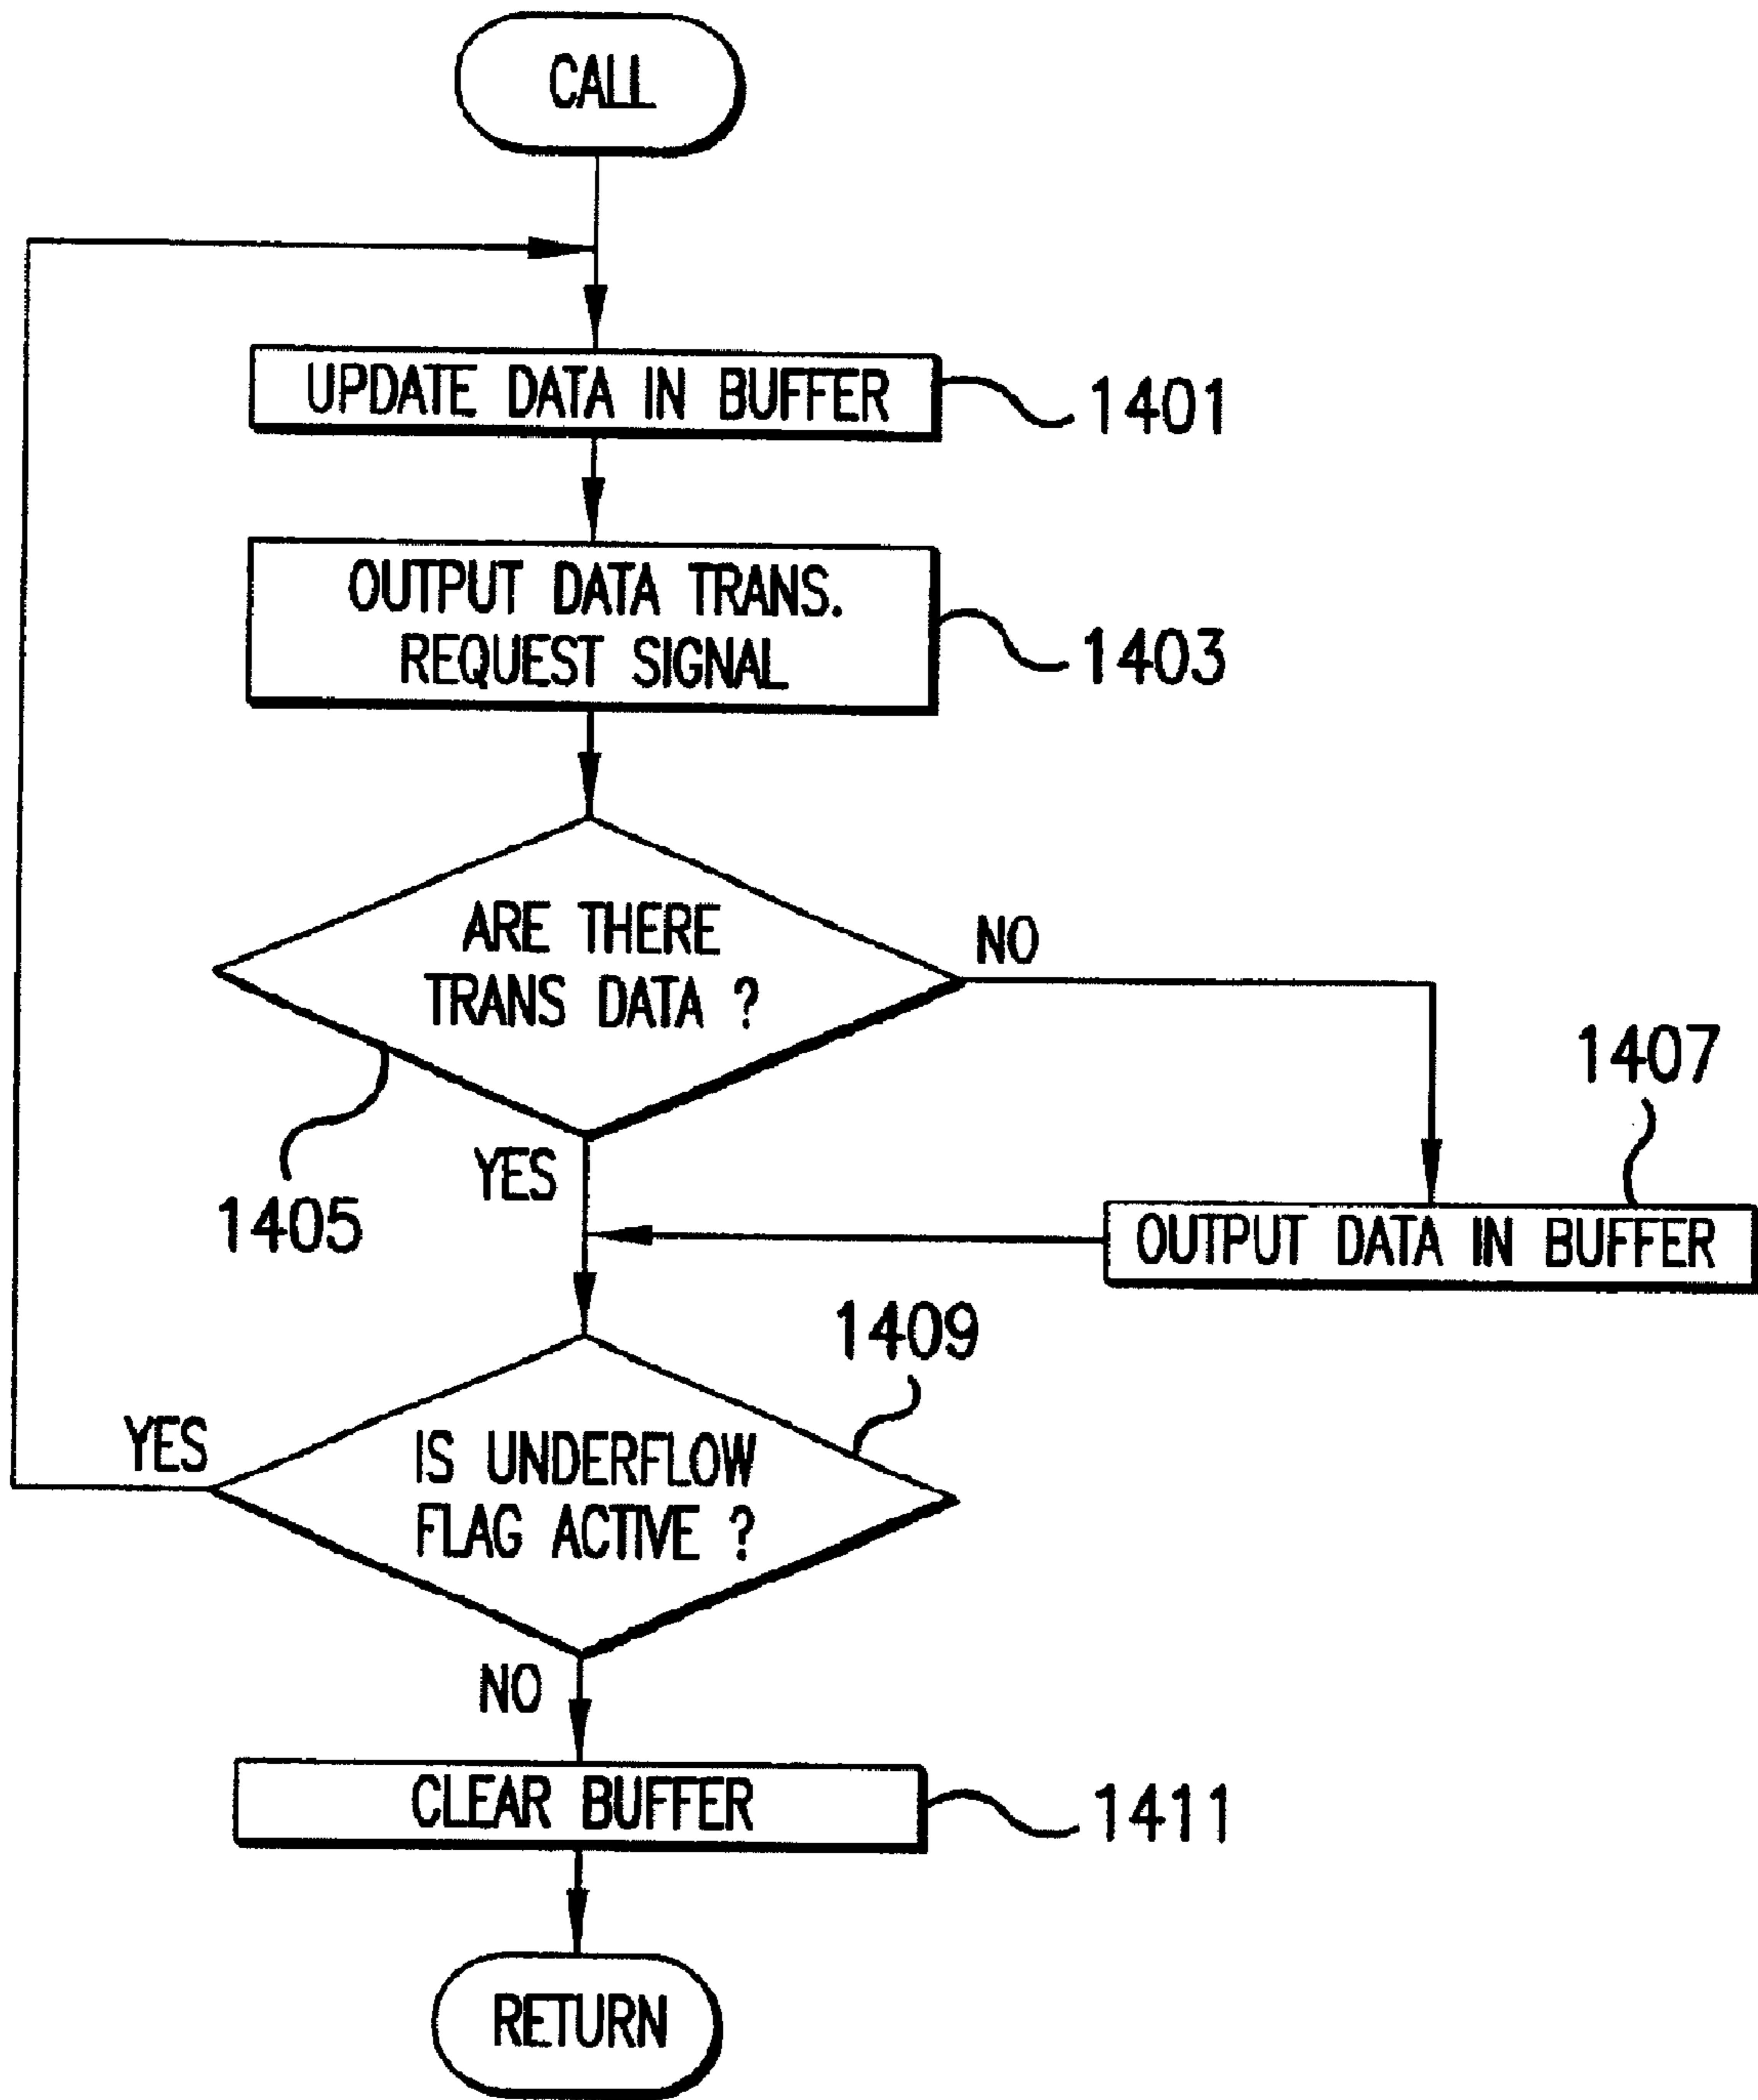 CALL
UPDATE DATA IN BUFFER
1401
OUTPUT DATA TRANS.
REQUEST SIGNAL
1403
ARE THERE
TRANS DATA ?
NO
1407
YES
1405
OUTPUT DATA IN BUFFER
1409
YES
IS UNDERFLOW
FLAG ACTIVE ?
NO
CLEAR BUFFER
1411
RETURN